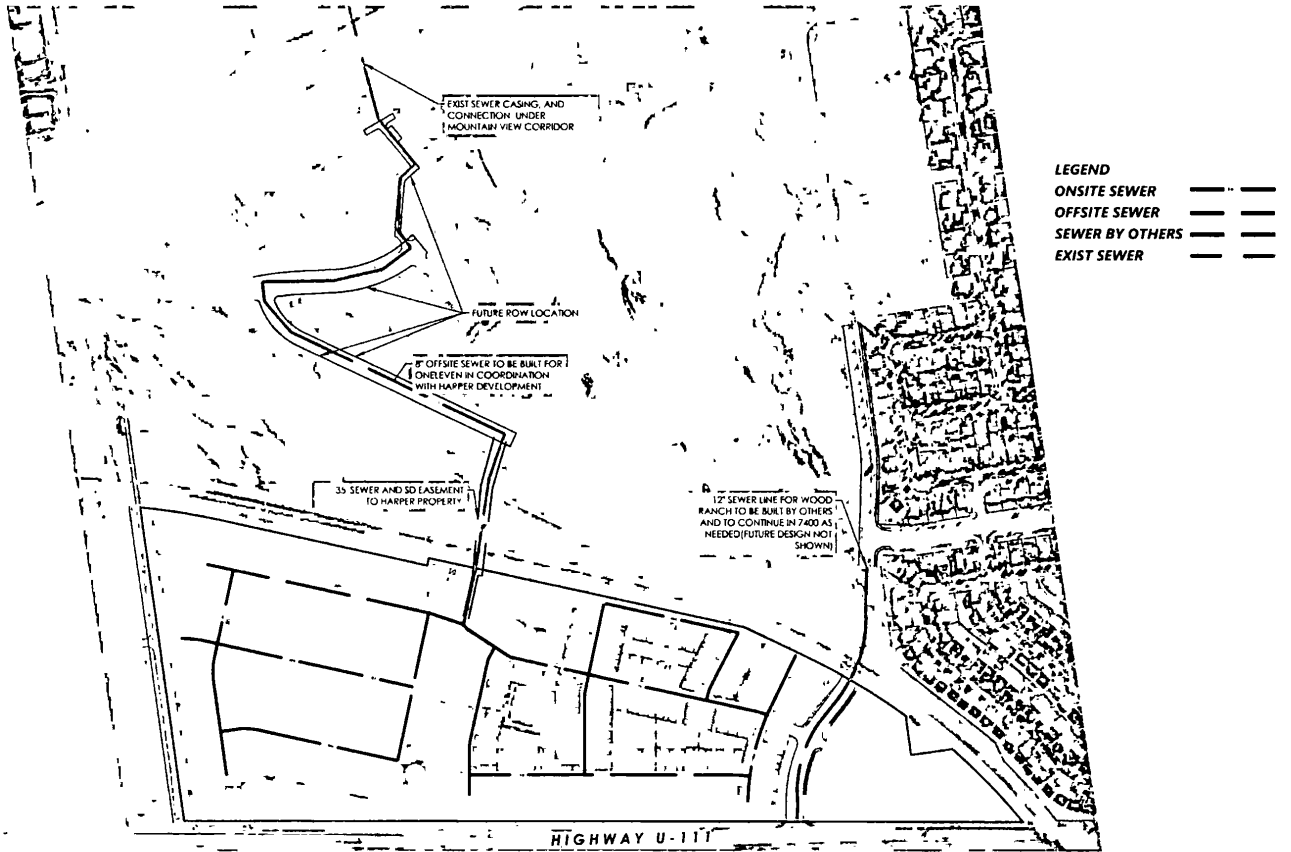 EXIST SEWER CASING, AND
CONNECTION UNDER
MOUNTAIN VIEW CORRIDOR
LEGEND
ONSITE SEWER
OFFSITE SEWER
SEWER BY OTHERS
EXIST SEWER
FUTURE ROW LOCATION
8" OFFSITE SEWER TO BE BUILT FOR
ONELEVEN IN COORDINATION
WITH HARPER DEVELOPMENT
35 SEWER AND SD EASEMENT
TO HARPER PROPERTY
12" SEWER LINE FOR WOOD
RANCH TO BE BUILT BY OTHERS
AND TO CONTINUE IN 7400 AS
NEEDED(FUTURE DESIGN NOT
SHOWN)
HIGHWAY U-111